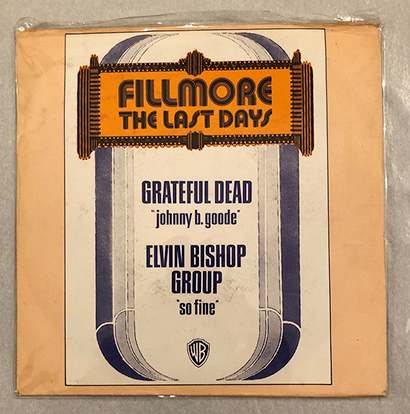 FILLMORE
THE LAST DAYS
GRATEFUL DEAD
"johnny b. goode"
ELVIN BISHOP
GROUP
"so fine"
WB